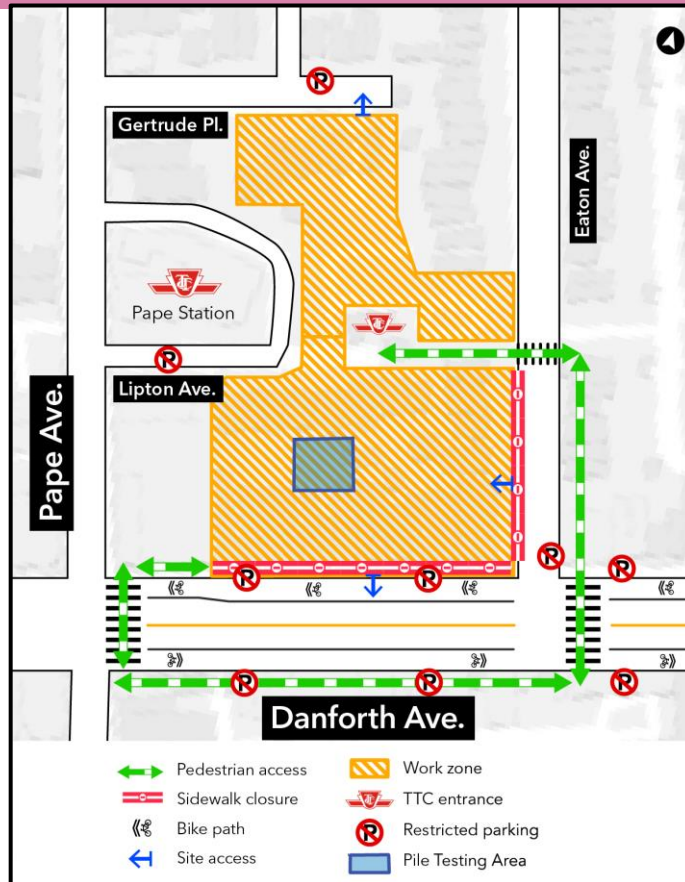 Gertrude Pl.
Eaton Ave.
Pape Station
Lipton Ave.
Pape Ave.
Danforth Ave.
Pedestrian access
Sidewalk closure
Bike path
Site access
Work zone
TTC entrance
Restricted parking
Pile Testing Area